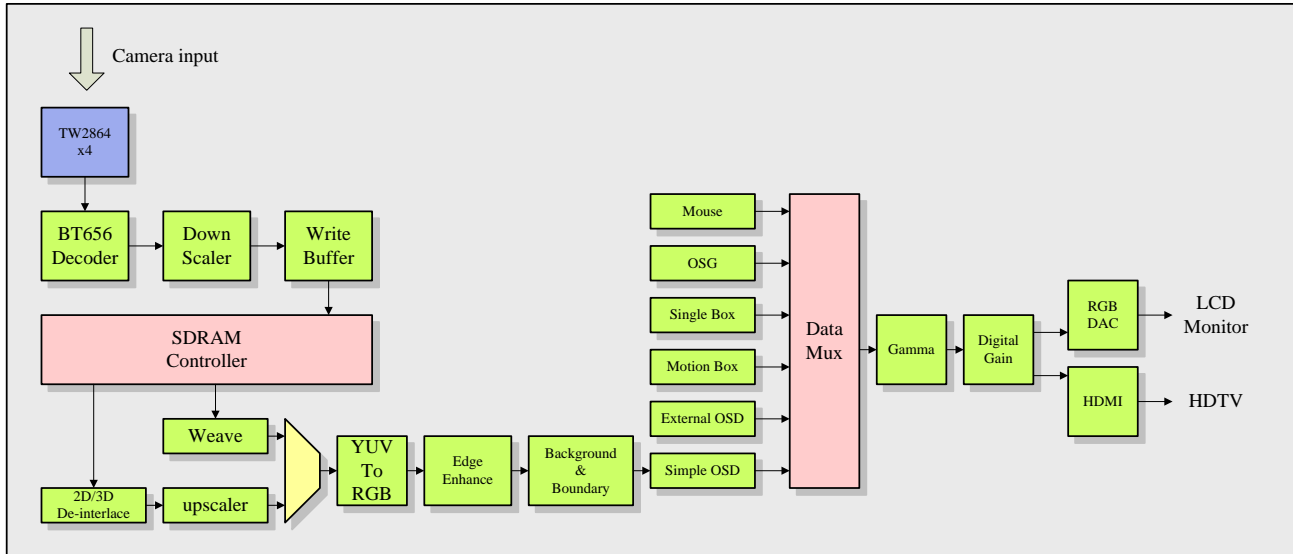 Camera input
TW2864
x4
BT656
Decoder
Down
Scaler
Write
Buffer
SDRAM
Controller
Weave
2D/3D
De-interlace
upscaler
YUV
To
RGB
Edge
Enhance
Background
&
Boundary
Mouse
OSG
Single Box
Motion Box
External OSD
Simple OSD
Data
Mux
Gamma
Digital
Gain
RGB
DAC
LCD
Monitor
HDMI
HDTV